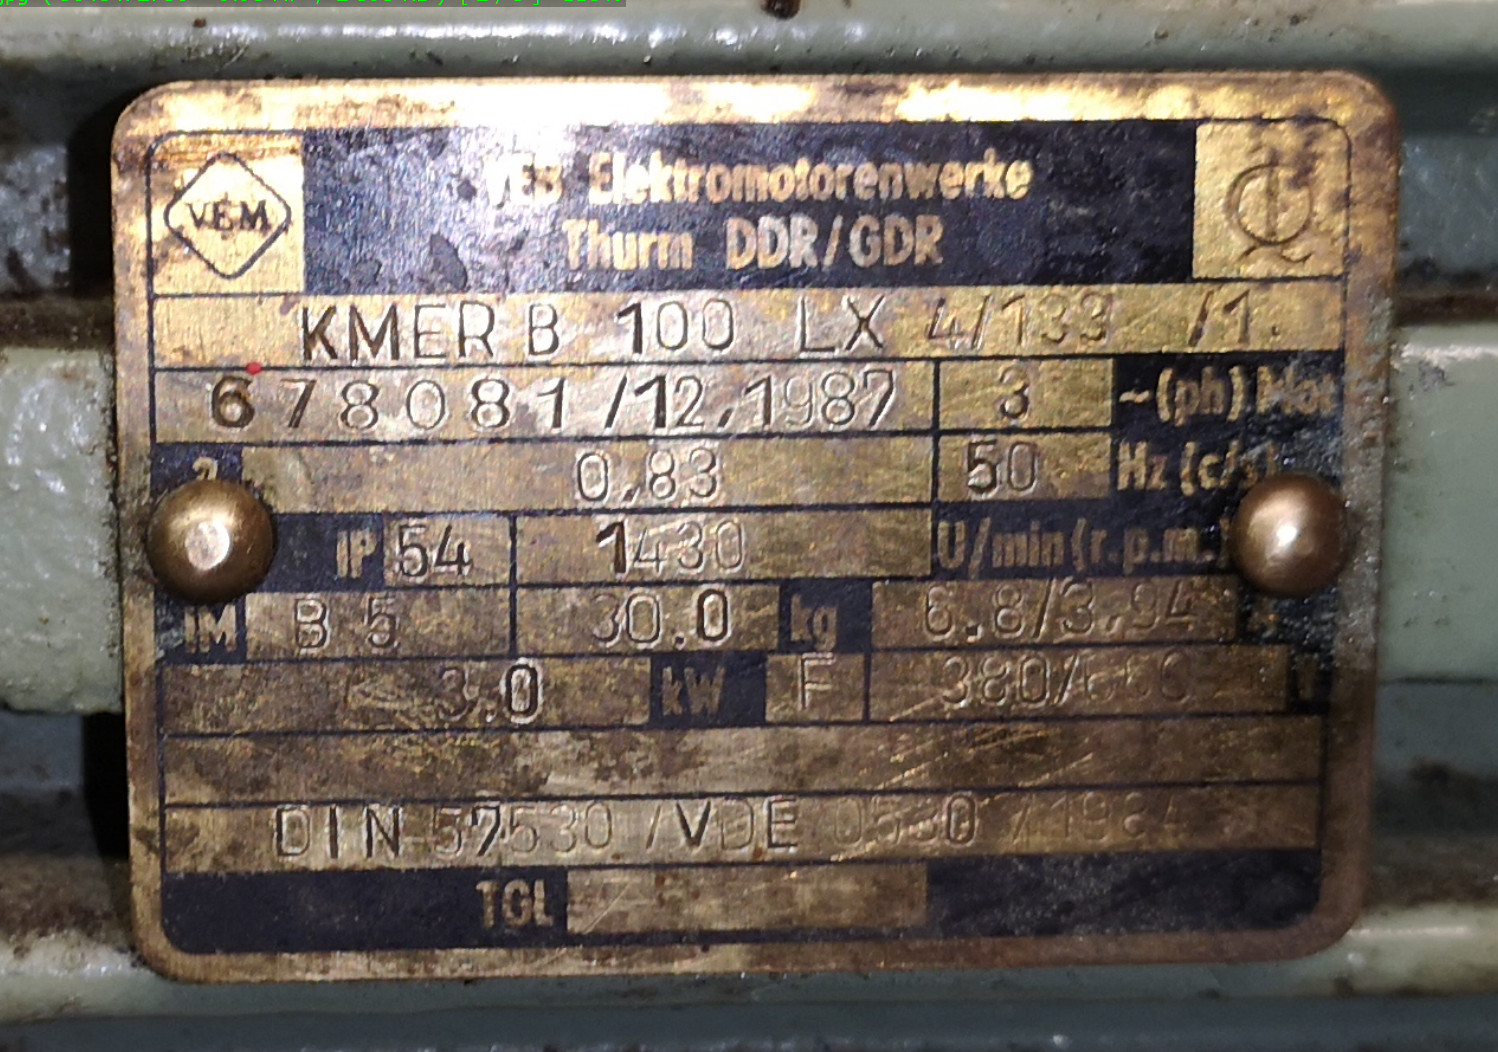 VEM
VEB Elektromotorenwerke
Thurm DDR/GDR
KMER B 100 LX 4/133 /1.
678081/12.1987 3 ~(ph) Mot
0.83 50 Hz (c/s)
IP 54 1430 U/min (r.p.m.)
IM B 5 30.0 kg 6.8/3.94
3.0 kW F 380/660 V
DIN 57530 /VDE 0530 /1984
TGL